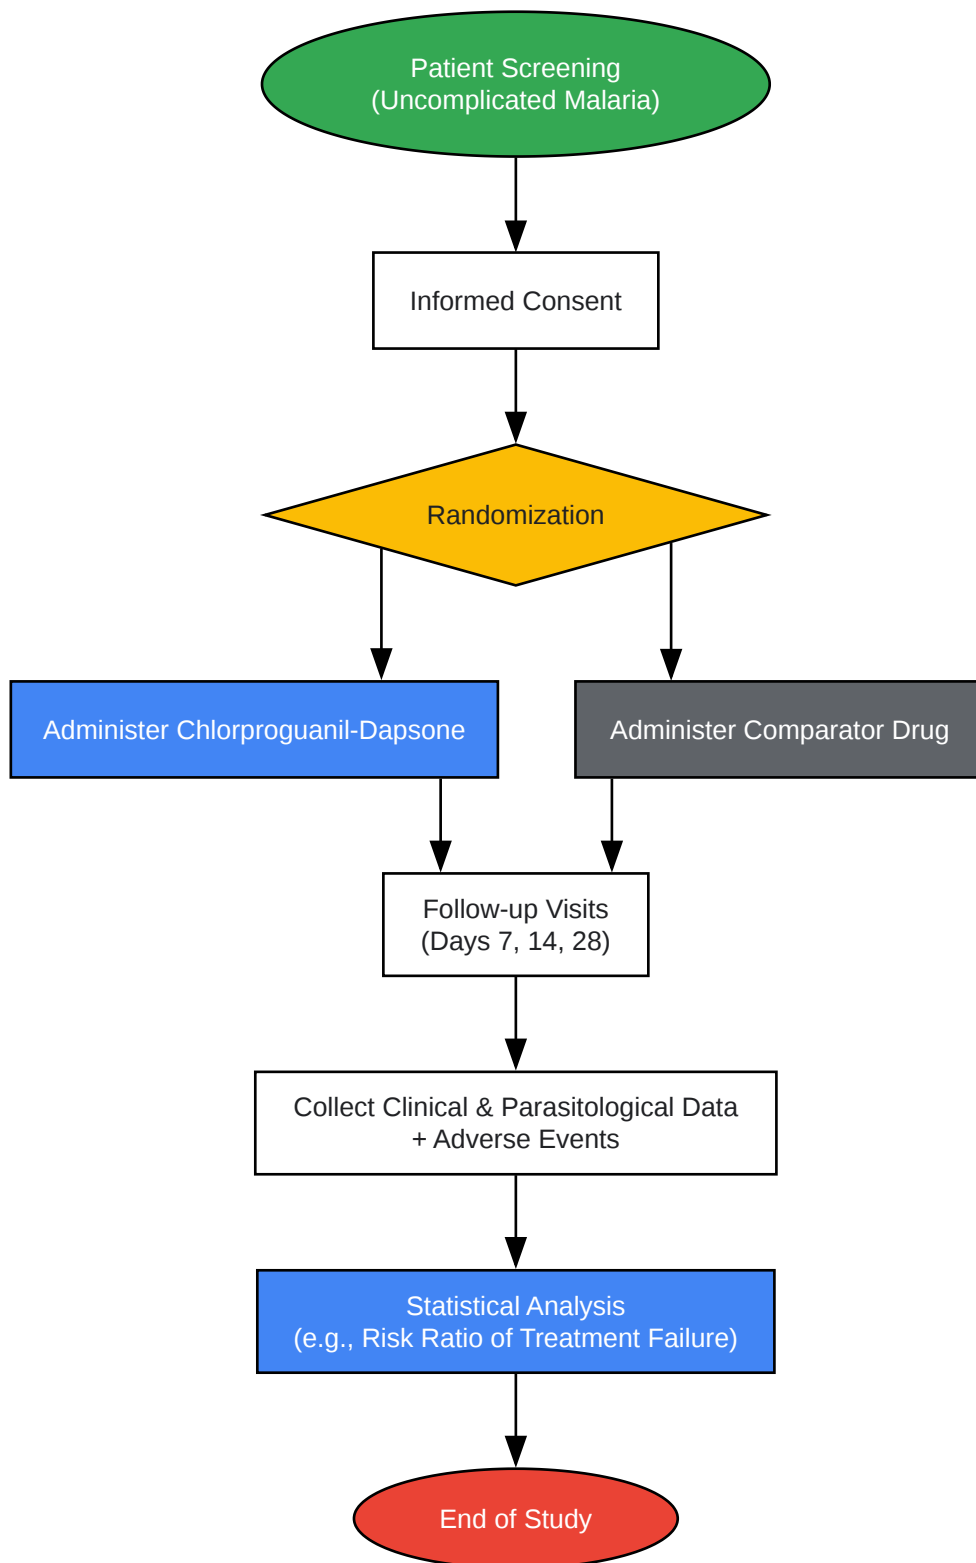 Patient Screening
(Uncomplicated Malaria)
Informed Consent
Randomization
Administer Chlorproguanil-Dapsone
Administer Comparator Drug
Follow-up Visits
(Days 7, 14, 28)
Collect Clinical & Parasitological Data
+ Adverse Events
Statistical Analysis
(e.g., Risk Ratio of Treatment Failure)
End of Study